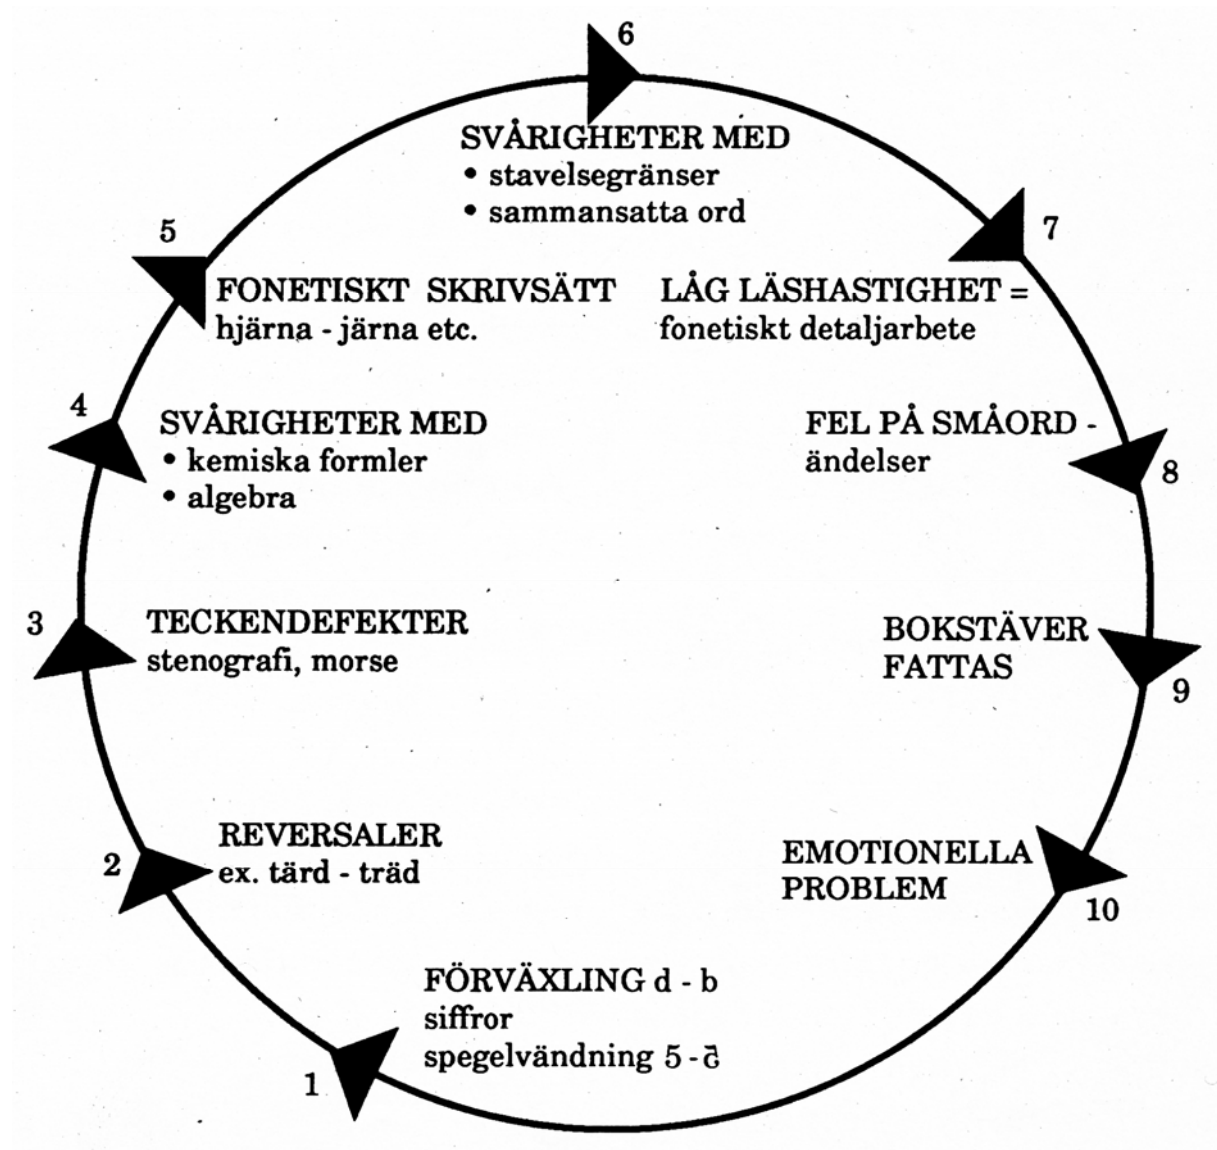 6
SVÅRIGHETER MED
• stavelsegränser
• sammansatta ord
5
FONETISKT SKRIVSÄTT
hjärna - järna etc.
7
LÅG LÄSHASTIGHET =
fonetiskt detaljarbete
4
SVÅRIGHETER MED
• kemiska formler
• algebra
FEL PÅ SMÅORD -
ändelser
8
3
TECKENDEFEKTER
stenografi, morse
BOKSTÄVER
FATTAS
9
2
REVERSALER
ex. tärd - träd
EMOTIONELLA
PROBLEM
10
1
FÖRVÄXLING d - b
siffror
spegelvändning 5 -